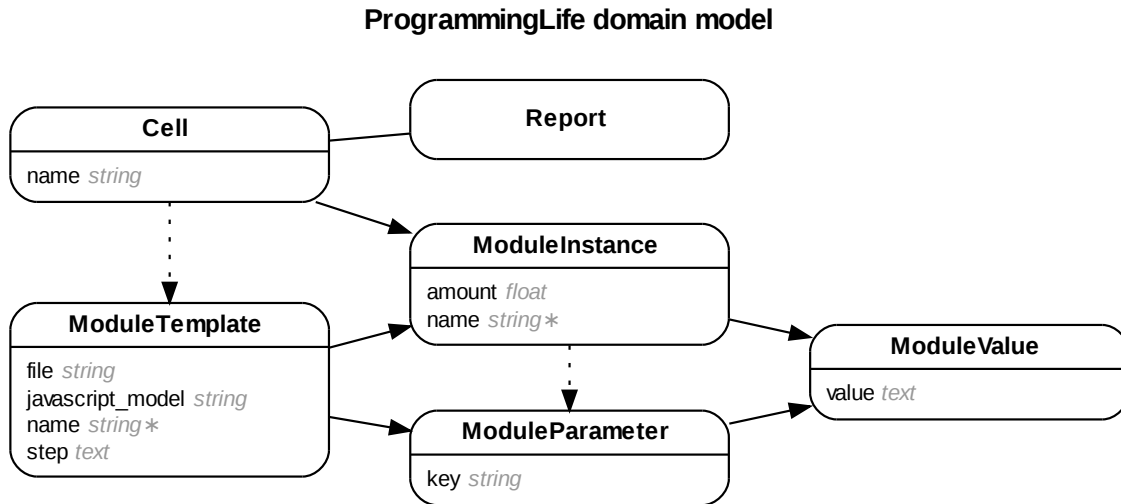 ProgrammingLife domain model
Cell
name string
Report
ModuleInstance
amount float
name string∗
ModuleTemplate
file string
javascript_model string
name string∗
step text
ModuleParameter
key string
ModuleValue
value text